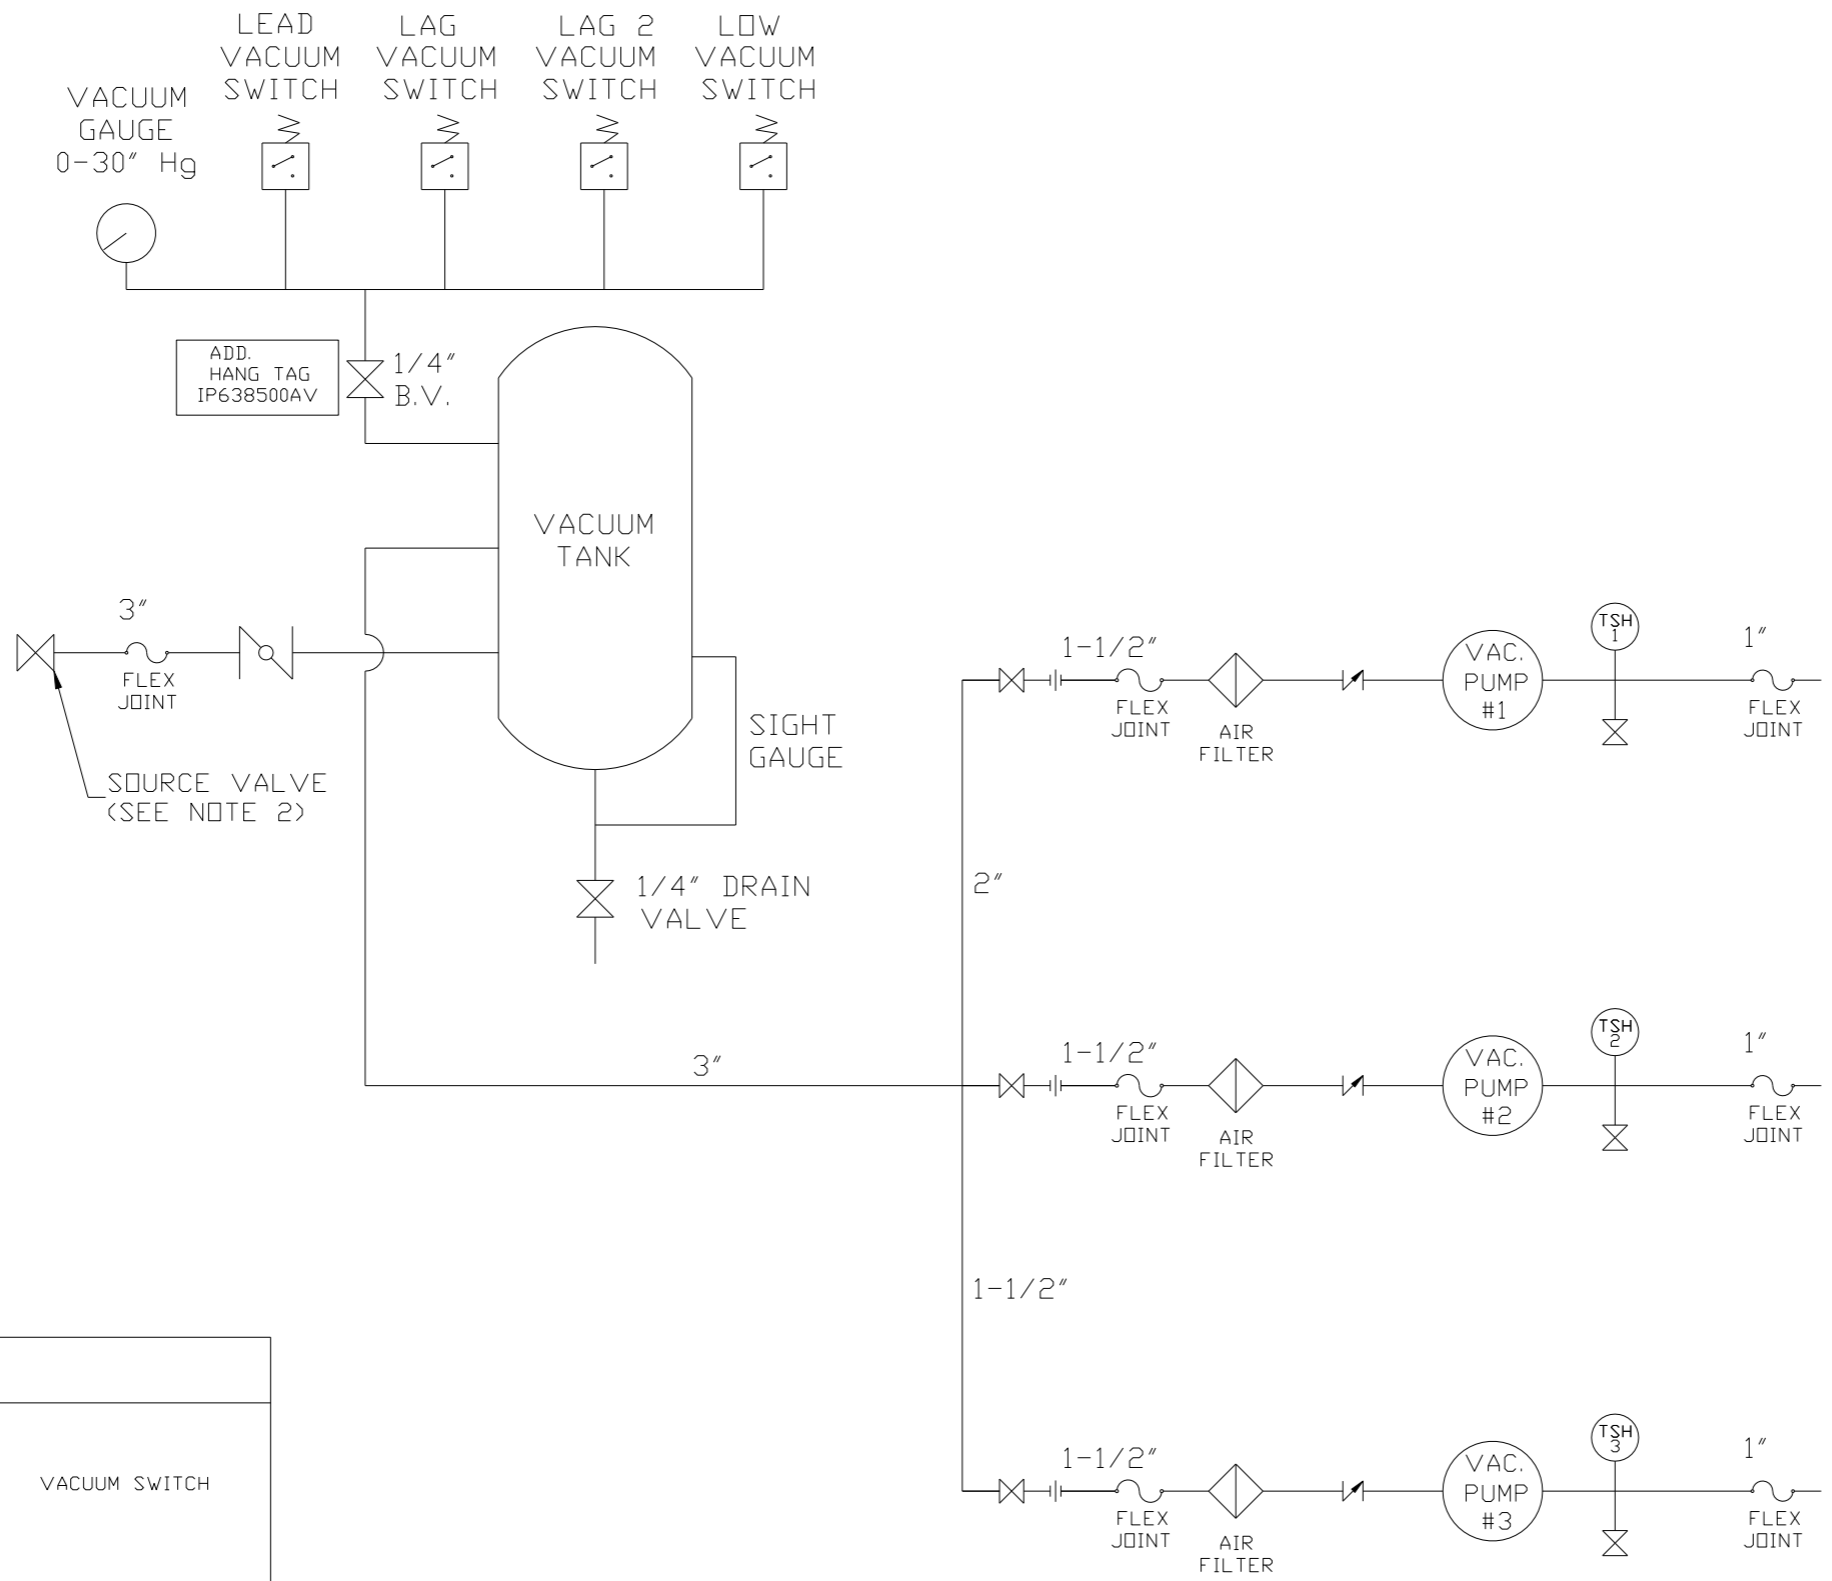 LEAD
VACUUM
SWITCH
LAG
VACUUM
SWITCH
LAG 2
VACUUM
SWITCH
LOW
VACUUM
SWITCH
VACUUM
GAUGE
0-30" Hg
ADD.
HANG TAG
IP638500AV
1/4"
B.V.
VACUUM
TANK
3"
FLEX
JOINT
SOURCE VALVE
(SEE NOTE 2)
SIGHT
GAUGE
1/4" DRAIN
VALVE
3"
2"
1-1/2"
1-1/2"
FLEX
JOINT
AIR
FILTER
VAC.
PUMP
#1
TSH
1
1"
FLEX
JOINT
1-1/2"
FLEX
JOINT
AIR
FILTER
VAC.
PUMP
#2
TSH
2
1"
FLEX
JOINT
1-1/2"
FLEX
JOINT
AIR
FILTER
VAC.
PUMP
#3
TSH
3
1"
FLEX
JOINT
VACUUM SWITCH